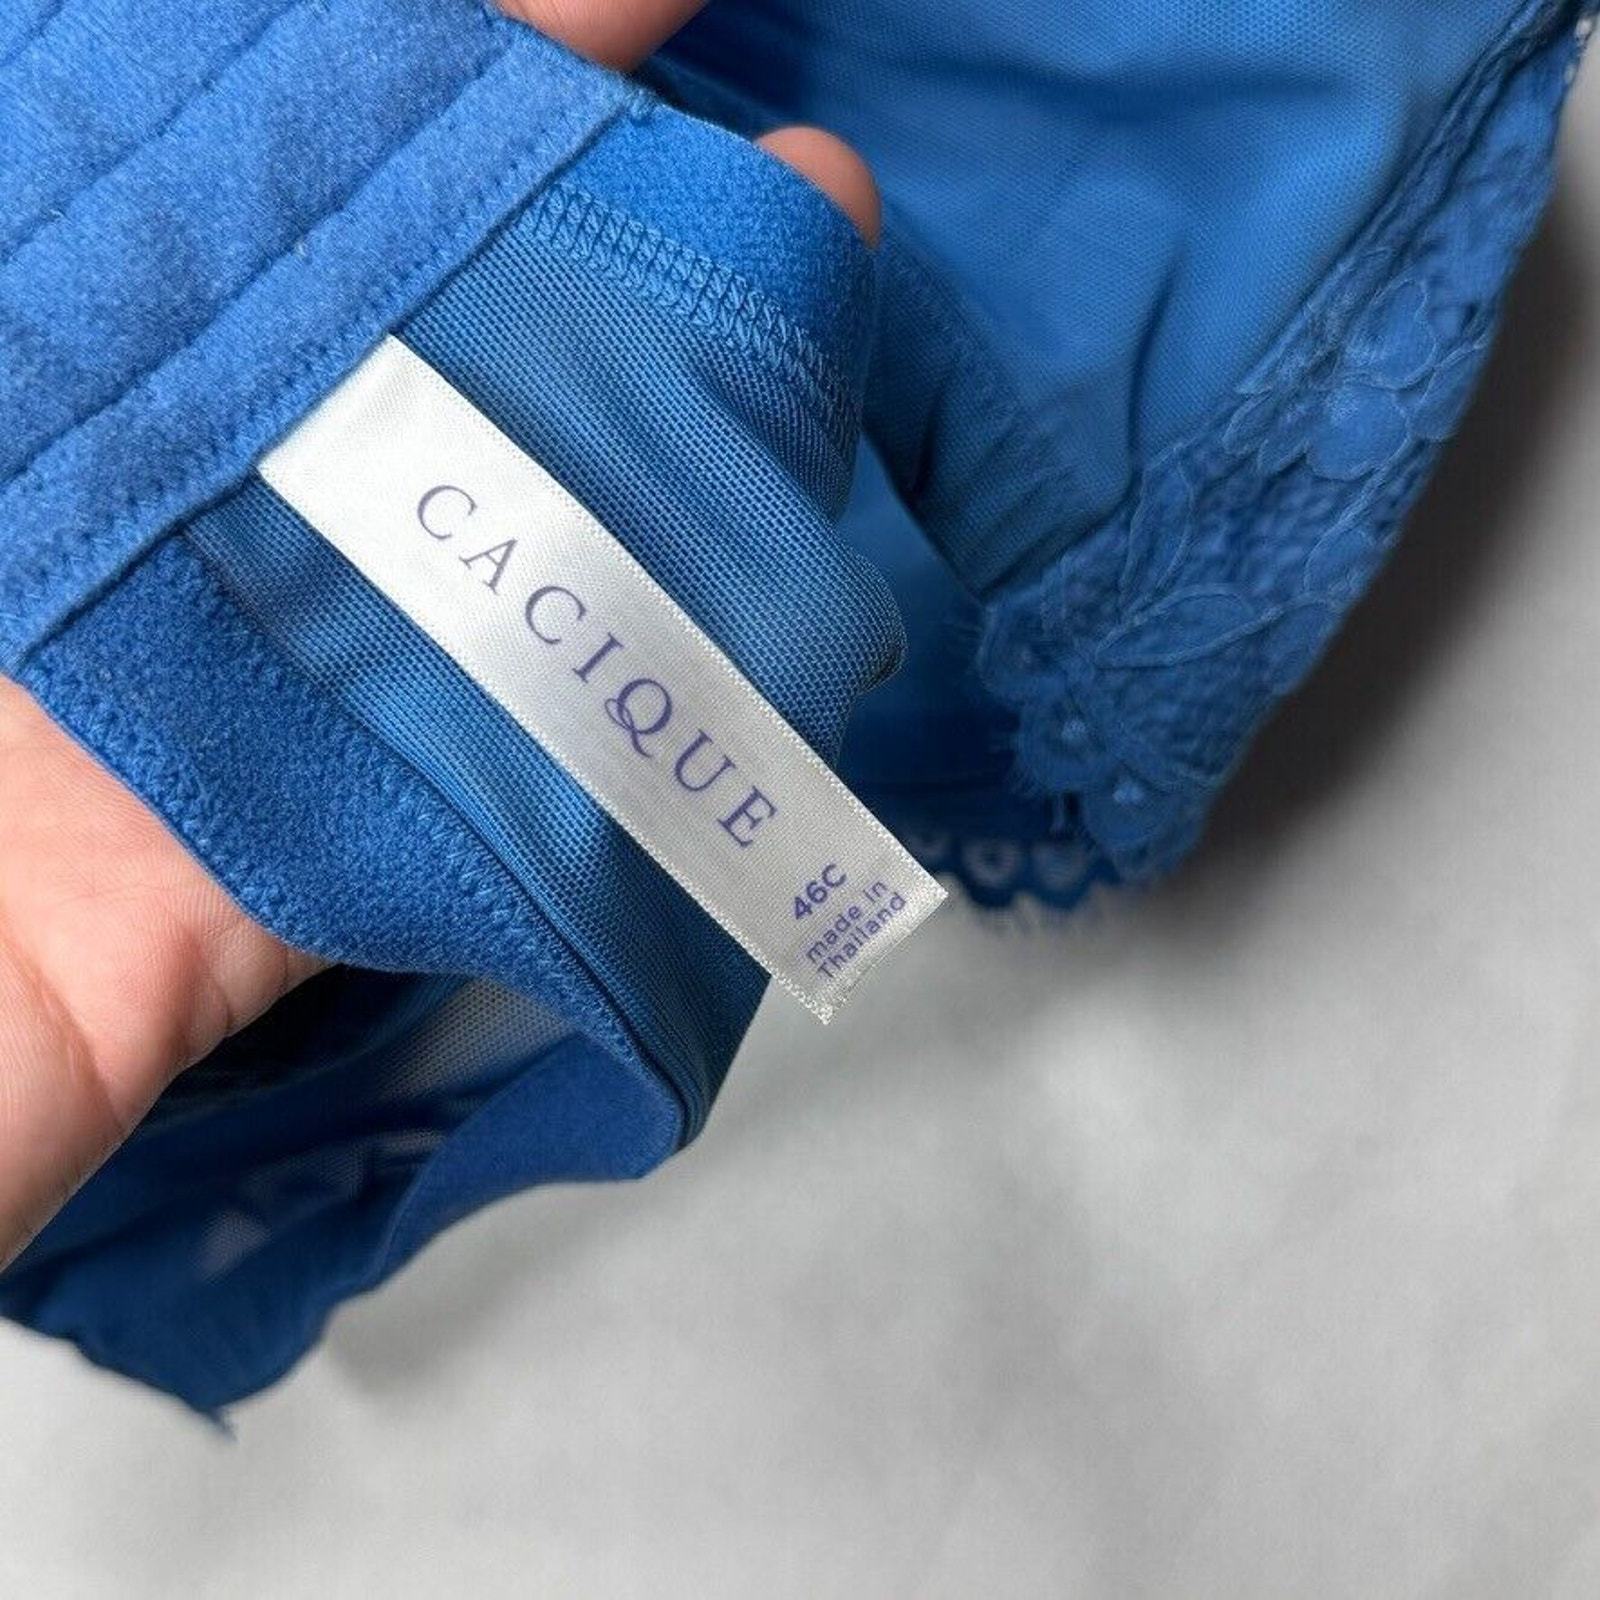 CACIQUE
46C
made in
Thailand